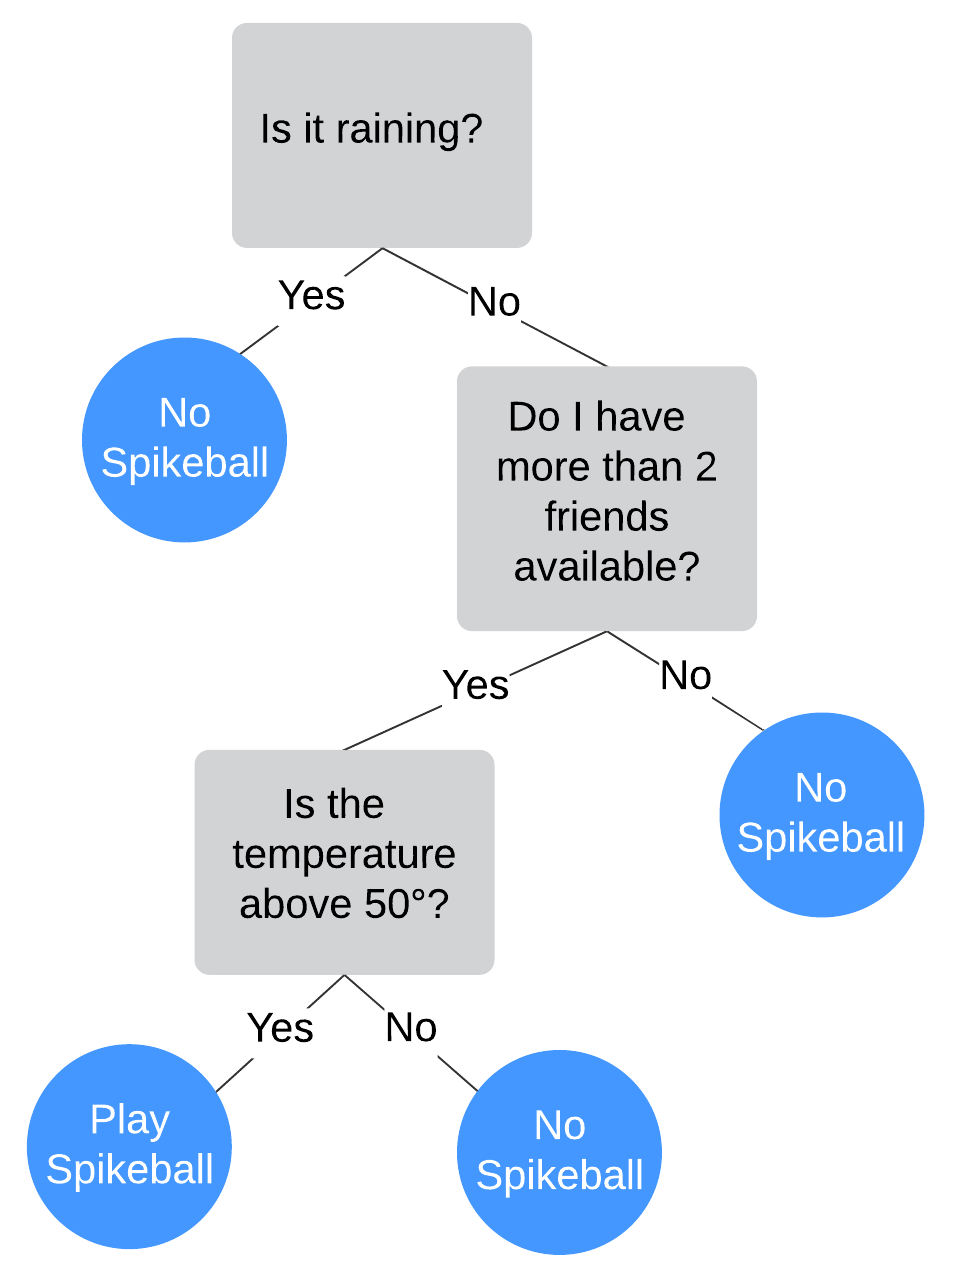 Is it raining?
Yes
No
No
Spikeball
Do I have
more than 2
friends
available?
Yes
No
Is the
temperature
above 50°?
No
Spikeball
Yes
No
Play
Spikeball
No
Spikeball